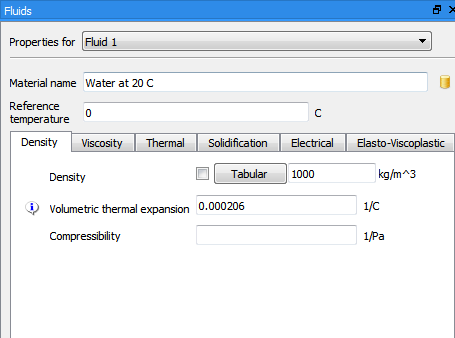 Fluids
Properties for Fluid 1
Material name Water at 20 C
Reference
temperature 0 C
Density Viscosity Thermal Solidification Electrical Elasto-Viscoplastic
Density Tabular 1000 kg/m^3
Volumetric thermal expansion 0.000206 1/C
Compressibility 1/Pa